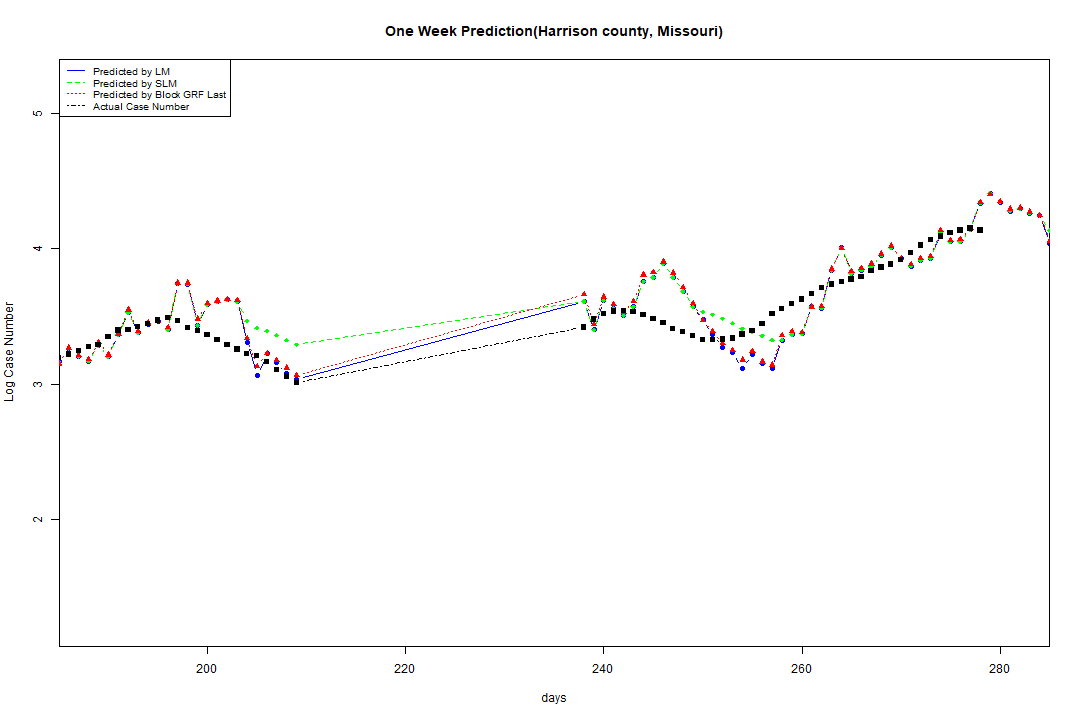 One Week Prediction(Harrison county, Missouri)
Predicted by LM
Predicted by SLM
Predicted by Block GRF Last
Actual Case Number
5
4
3
2
Log Case Number
200 220 240 260 280
days